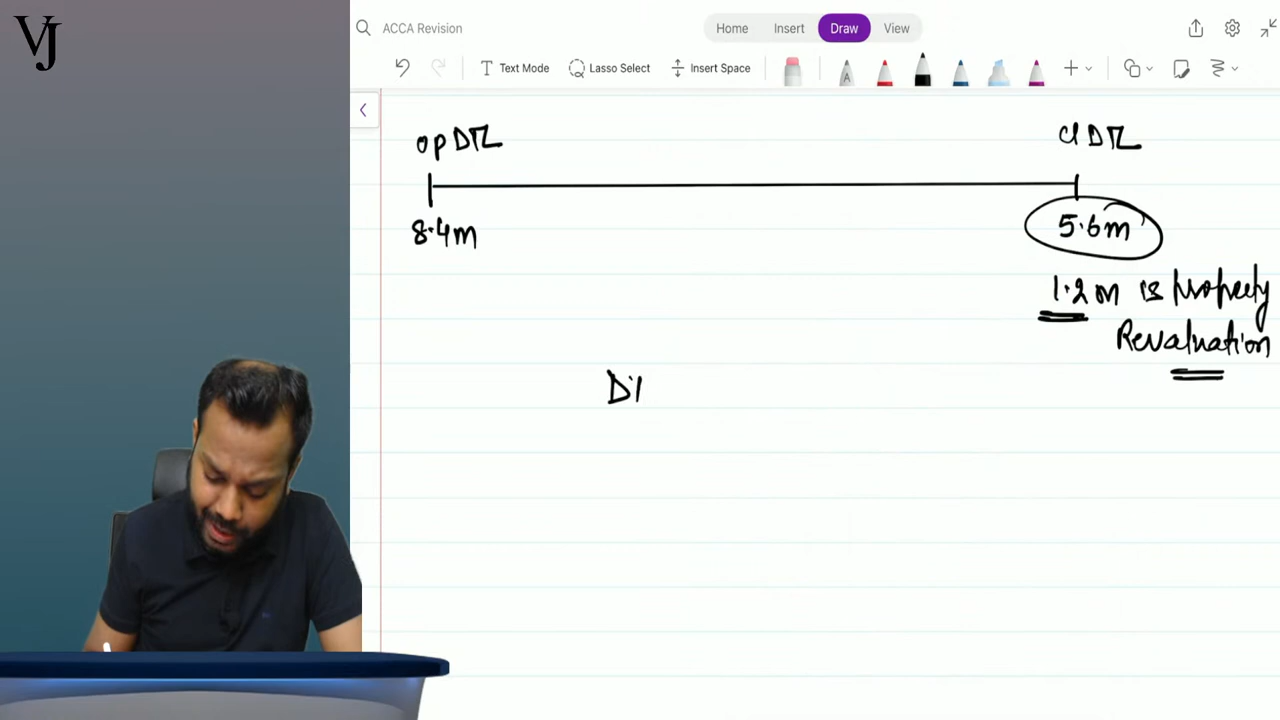 VJ
ACCA Revision
Home Insert Draw View
Text Mode Lasso Select Insert Space
A
op DTL cl DTL
8.4m 5.6m
1.2m is property
Revaluation